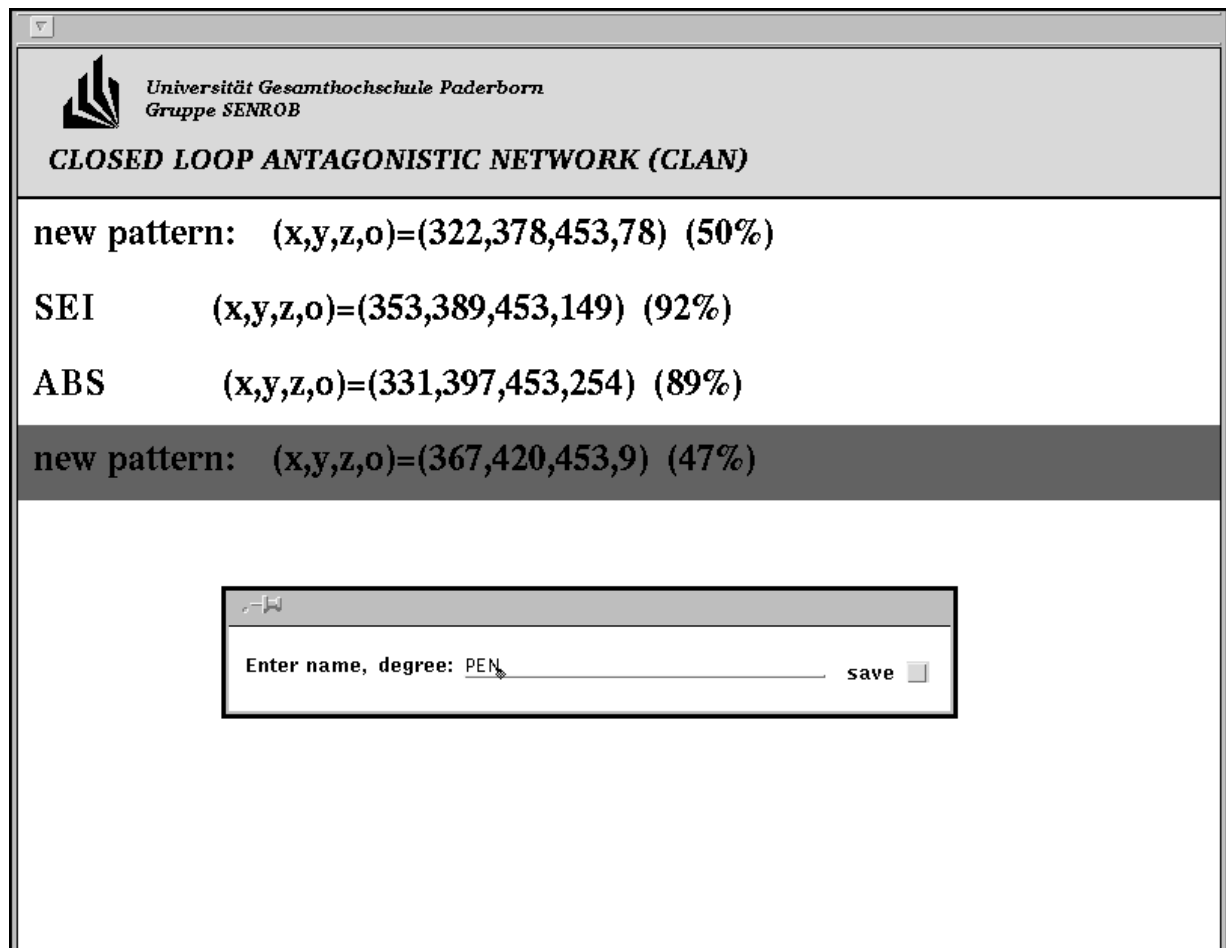 Universität Gesamthochschule Paderborn
Gruppe SENROB
CLOSED LOOP ANTAGONISTIC NETWORK (CLAN)
new pattern: (x,y,z,o)=(322,378,453,78) (50%)
SEI (x,y,z,o)=(353,389,453,149) (92%)
ABS (x,y,z,o)=(331,397,453,254) (89%)
new pattern: (x,y,z,o)=(367,420,453,9) (47%)
Enter name, degree: PEN save